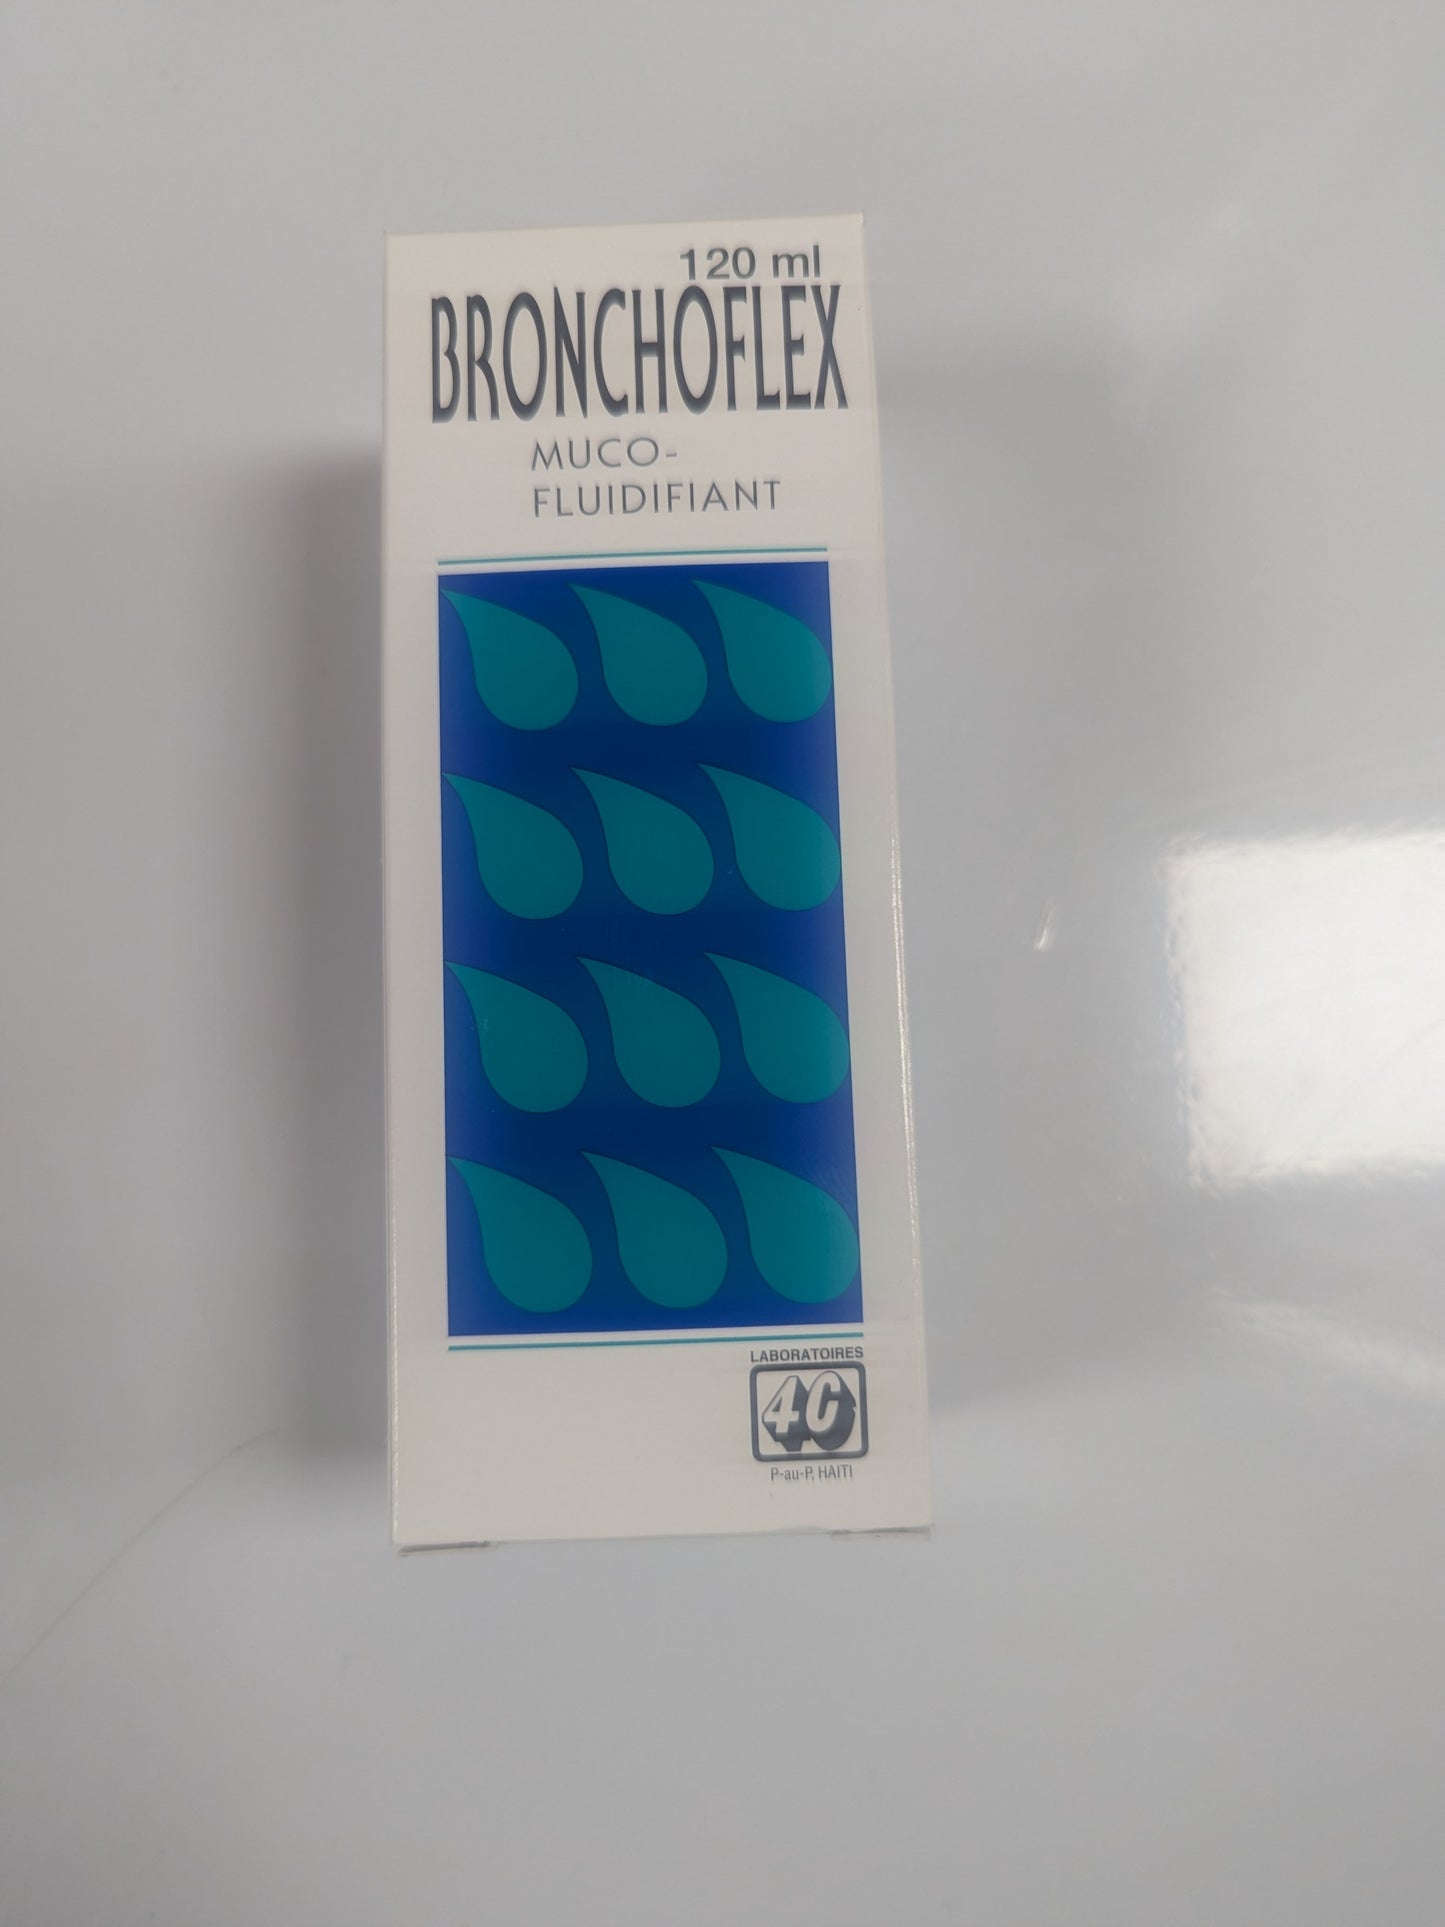 120 ml
BRONCHOFLEX
MUCO-
FLUIDIFIANT
LABORATOIRES
4C
P-au-P, HAITI